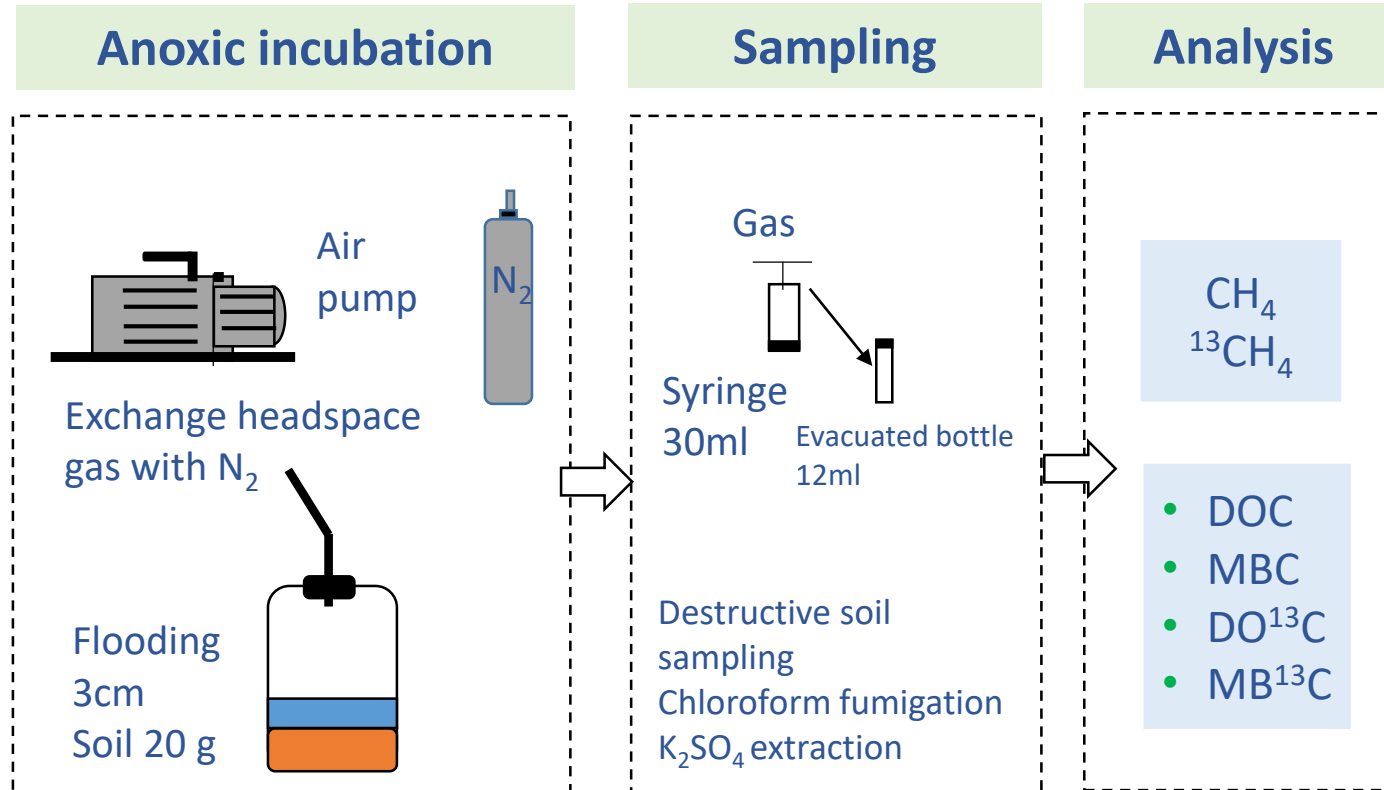 Anoxic incubation
Air
pump
N₂
Exchange headspace
gas with N₂
Flooding
3cm
Soil 20 g
Sampling
Gas
Syringe
30ml
Evacuated bottle
12ml
Destructive soil
sampling
Chloroform fumigation
K₂SO₄ extraction
Analysis
CH₄
¹³CH₄
• DOC
• MBC
• DO¹³C
• MB¹³C